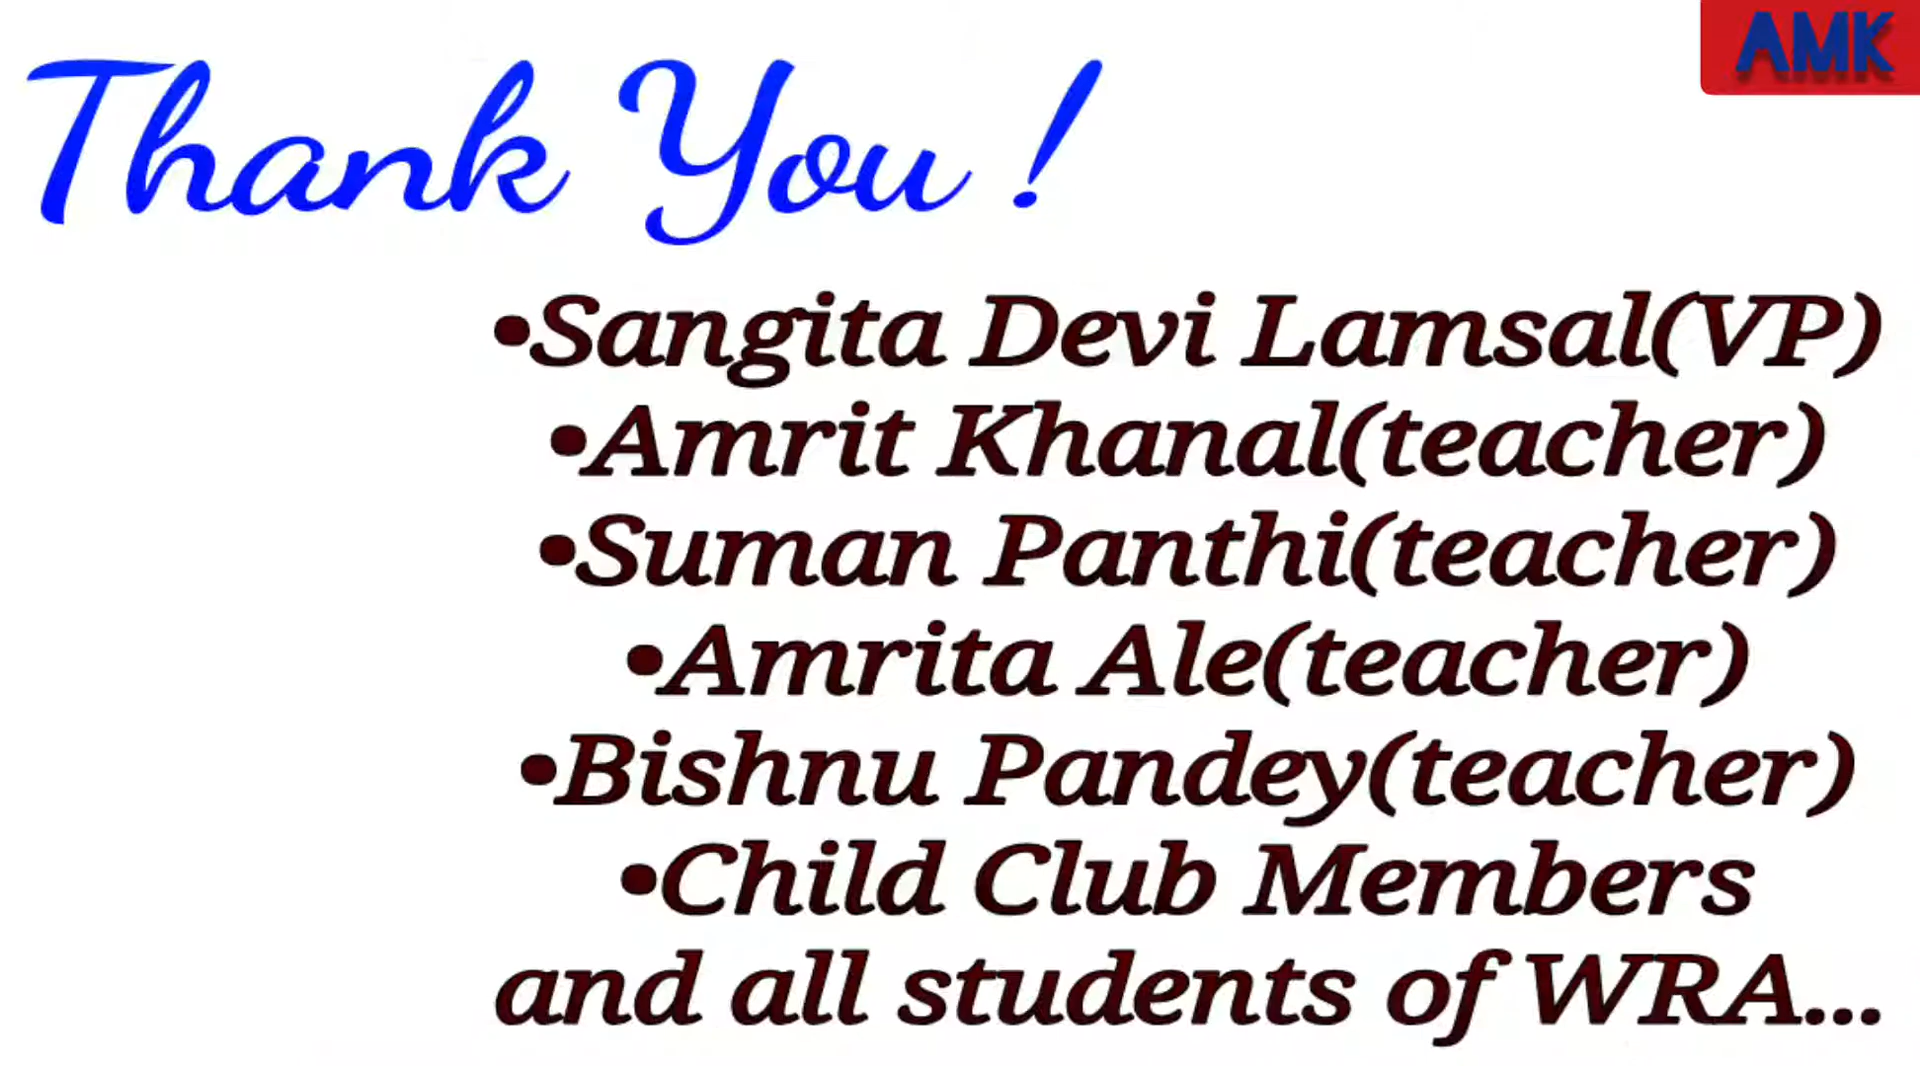 AMK
Thank You !
•Sangita Devi Lamsal(VP)
•Amrit Khanal(teacher)
•Suman Panthi(teacher)
•Amrita Ale(teacher)
•Bishnu Pandey(teacher)
•Child Club Members
and all students of WRA...